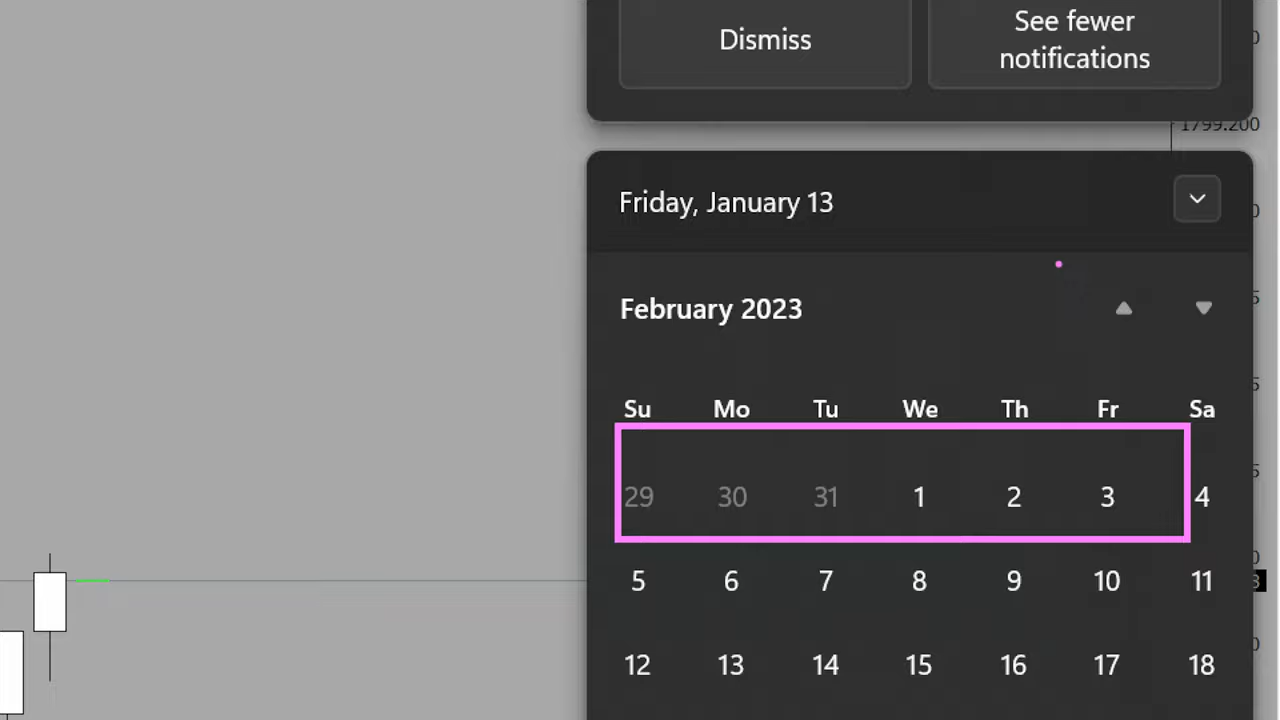 Dismiss
See fewer
notifications
1799.200
Friday, January 13
February 2023
Su Mo Tu We Th Fr Sa
29 30 31 1 2 3 4
5 6 7 8 9 10 11
12 13 14 15 16 17 18